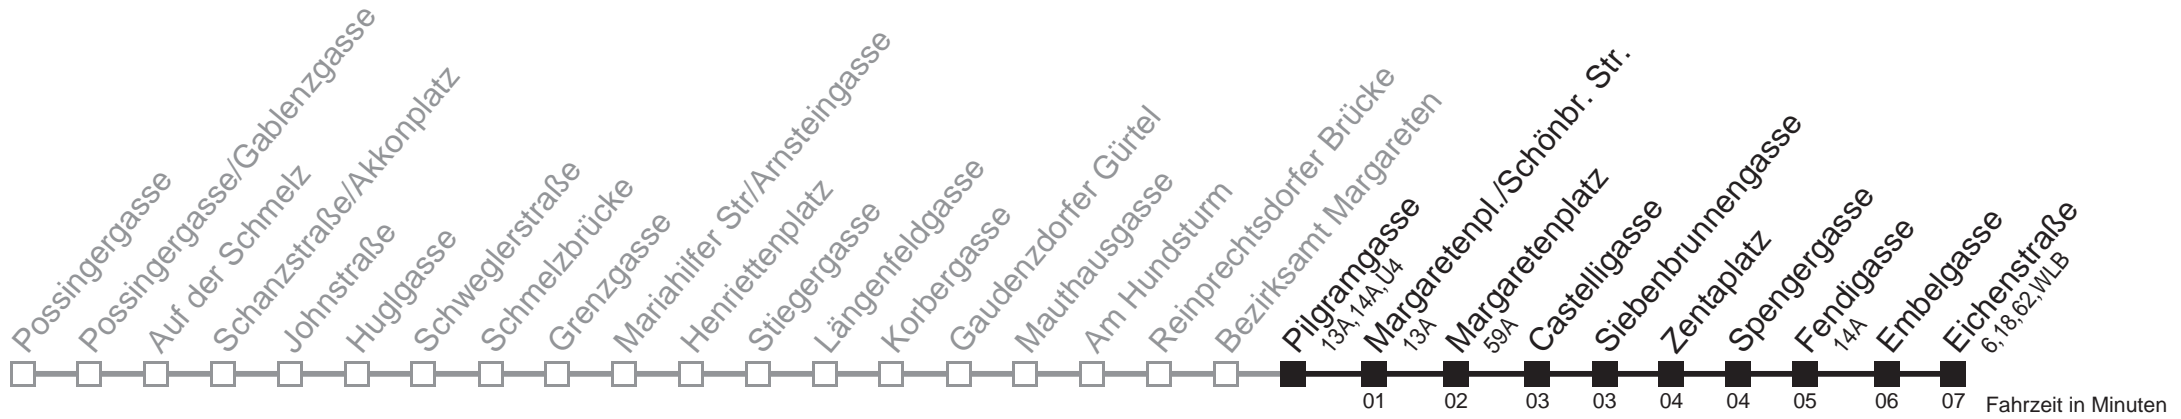 Possingergasse
Possingergasse/Gablenzgasse
Auf der Schmelz
Schanzstraße/Akkonplatz
Johnstraße
Huglgasse
Schweglerstraße
Schmelzbrücke
Grenzgasse
Mariahilfer Str/Arnsteingasse
Henriettenplatz
Stiegergasse
Längenfeldgasse
Korbergasse
Gaudenzdorfer Gürtel
Mauthausgasse
Am Hundsturm
Reinprechtsdorfer Brücke
Bezirksamt Margareten
Pilgramgasse
13A,14A,U4
Margaretenpl./Schönbr. Str.
13A
Margaretenplatz
59A
Castelligasse
Siebenbrunnengasse
Zentaplatz
Spengergasse
Fendigasse
14A
Embelgasse
Eichenstraße
6,18,62,WLB
01 02 03 03 04 04 05 06 07 Fahrzeit in Minuten